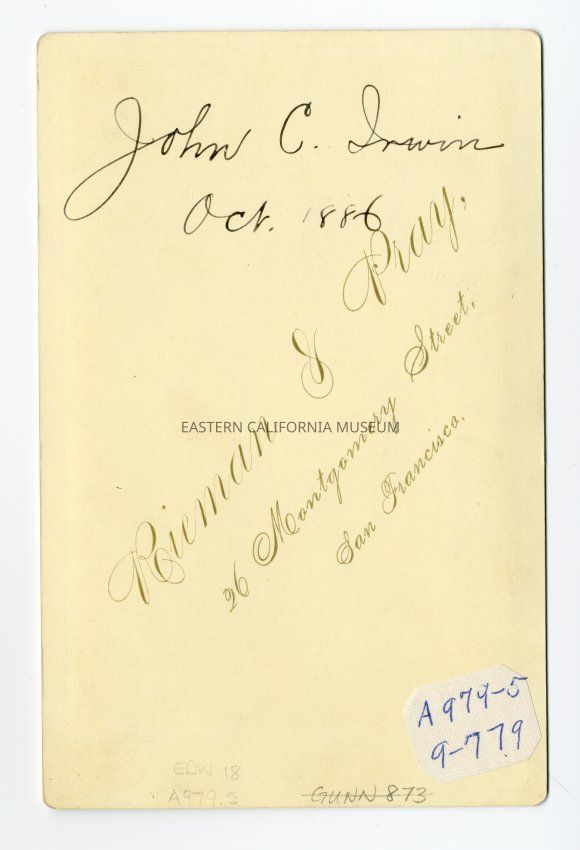 John C. Irwin
Oct. 1886
Rieman & Pray,
26 Montgomery Street,
San Francisco.
EASTERN CALIFORNIA MUSEUM
A979-5
9-779
EDW 18
A979.5
GUNN 873